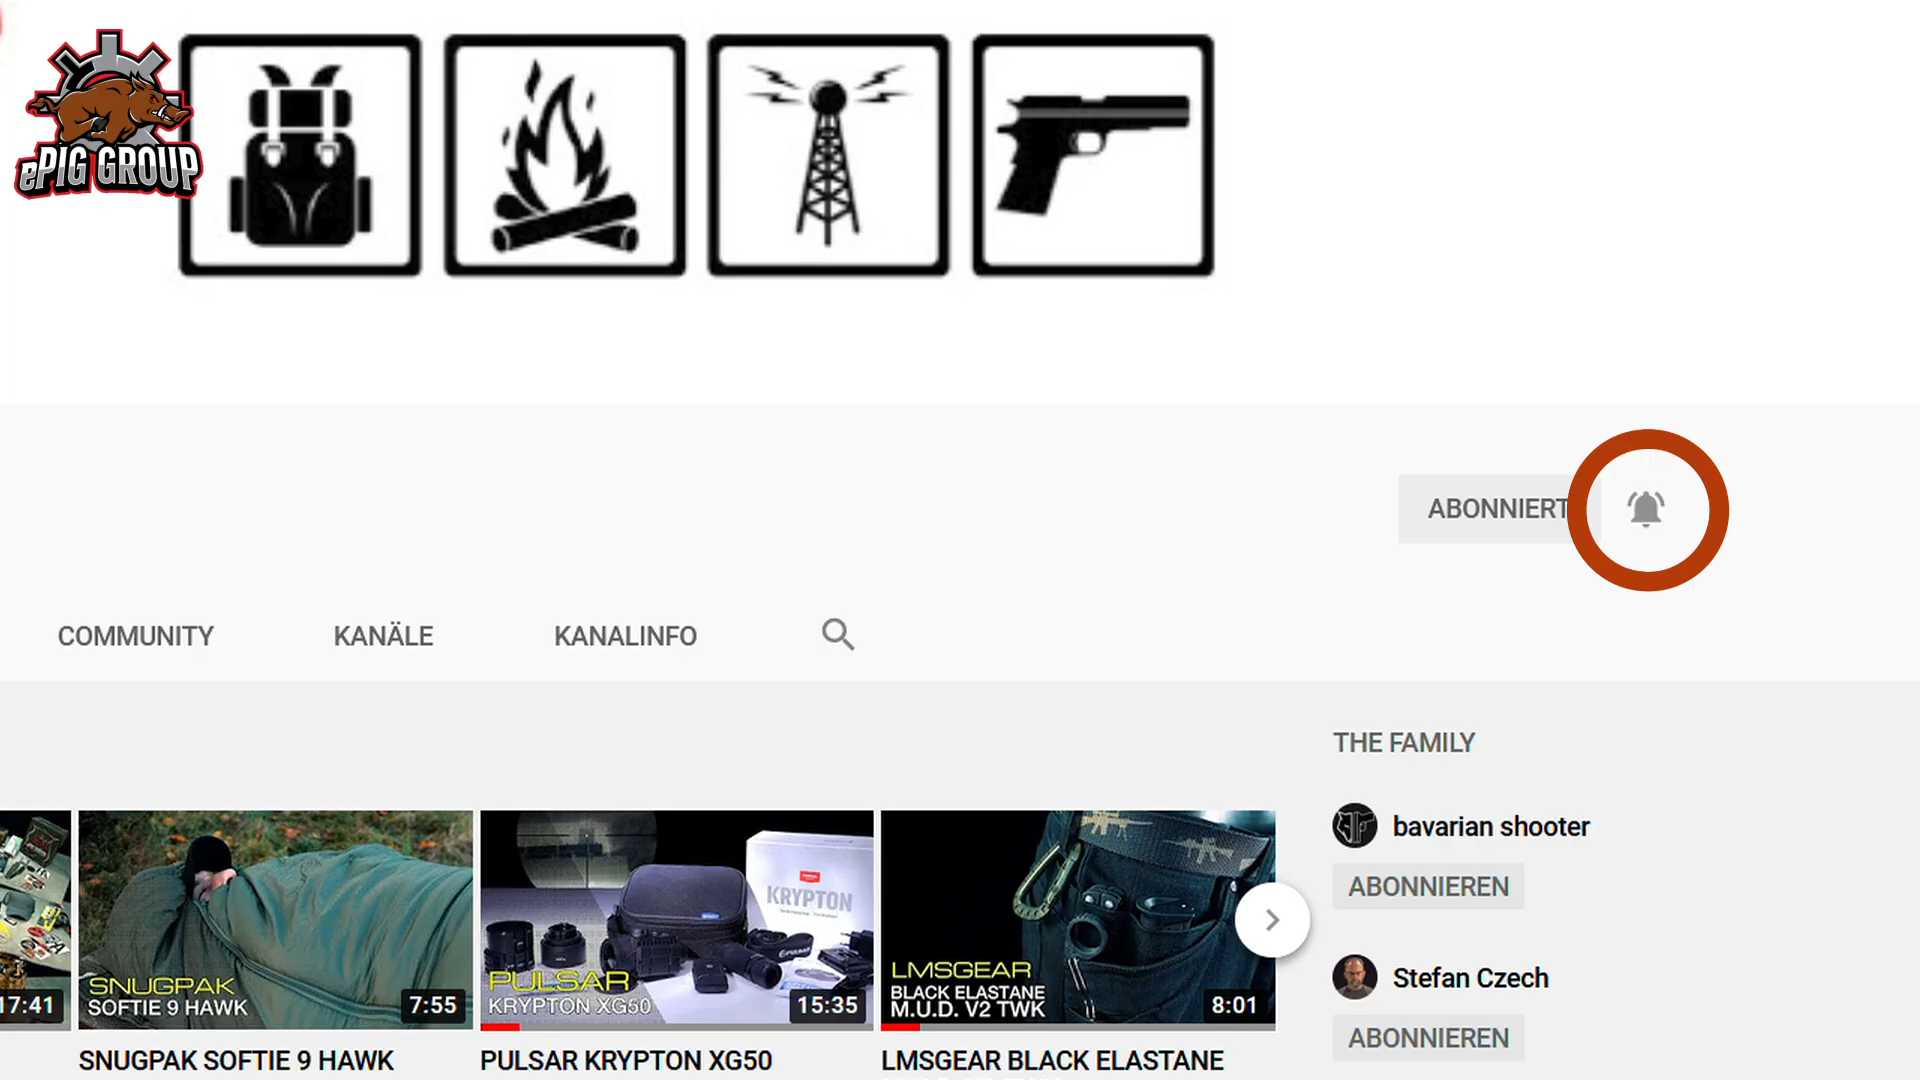 ePIG GROUP
ABONNIERT
COMMUNITY
KANÄLE
KANALINFO
THE FAMILY
bavarian shooter
ABONNIEREN
Stefan Czech
ABONNIEREN
17:41
SNUGPAK
SOFTIE 9 HAWK
7:55
SNUGPAK SOFTIE 9 HAWK
KRYPTON
PULSAR
KRYPTON XG50
15:35
PULSAR KRYPTON XG50
LMSGEAR
BLACK ELASTANE
M.U.D. V2 TWK
8:01
LMSGEAR BLACK ELASTANE